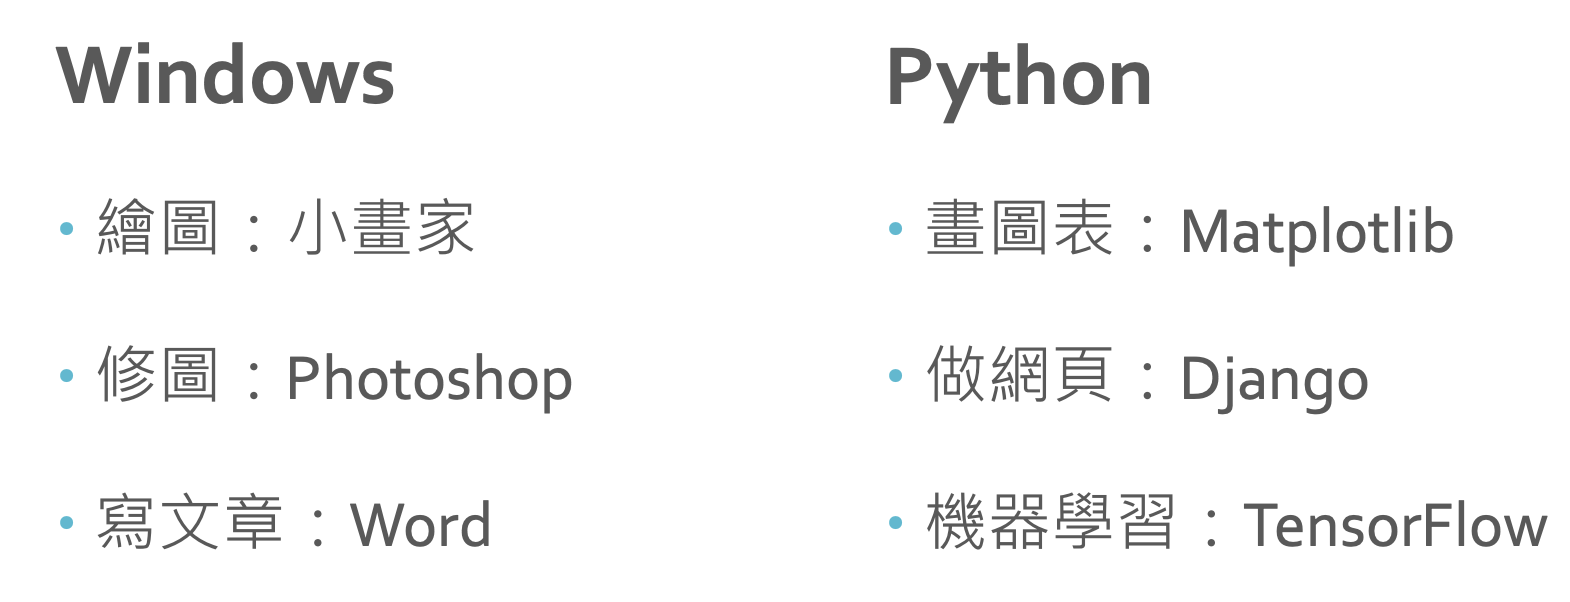 Windows
• 繪圖：小畫家
• 修圖：Photoshop
• 寫文章：Word
Python
• 畫圖表：Matplotlib
• 做網頁：Django
• 機器學習：TensorFlow